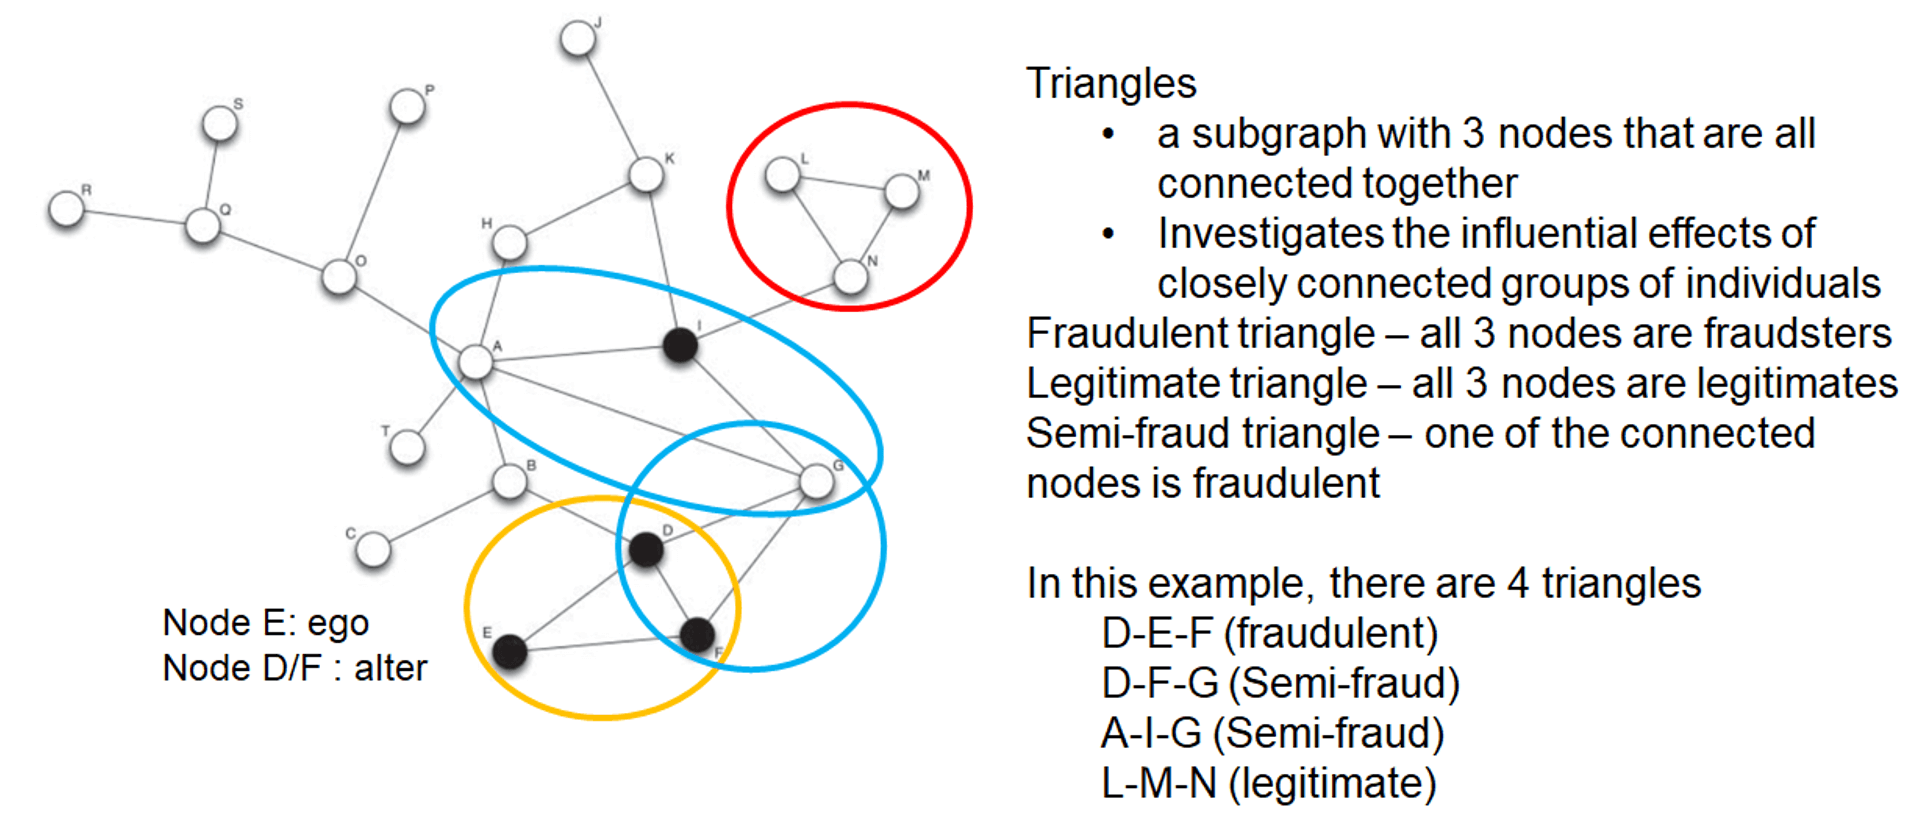 J
S
P
K
L
M
R
Q
H
O
N
A
I
T
B
G
C
D
E
F
Node E: ego
Node D/F : alter
Triangles
• a subgraph with 3 nodes that are all
connected together
• Investigates the influential effects of
closely connected groups of individuals
Fraudulent triangle – all 3 nodes are fraudsters
Legitimate triangle – all 3 nodes are legitimates
Semi-fraud triangle – one of the connected
nodes is fraudulent
In this example, there are 4 triangles
D-E-F (fraudulent)
D-F-G (Semi-fraud)
A-I-G (Semi-fraud)
L-M-N (legitimate)